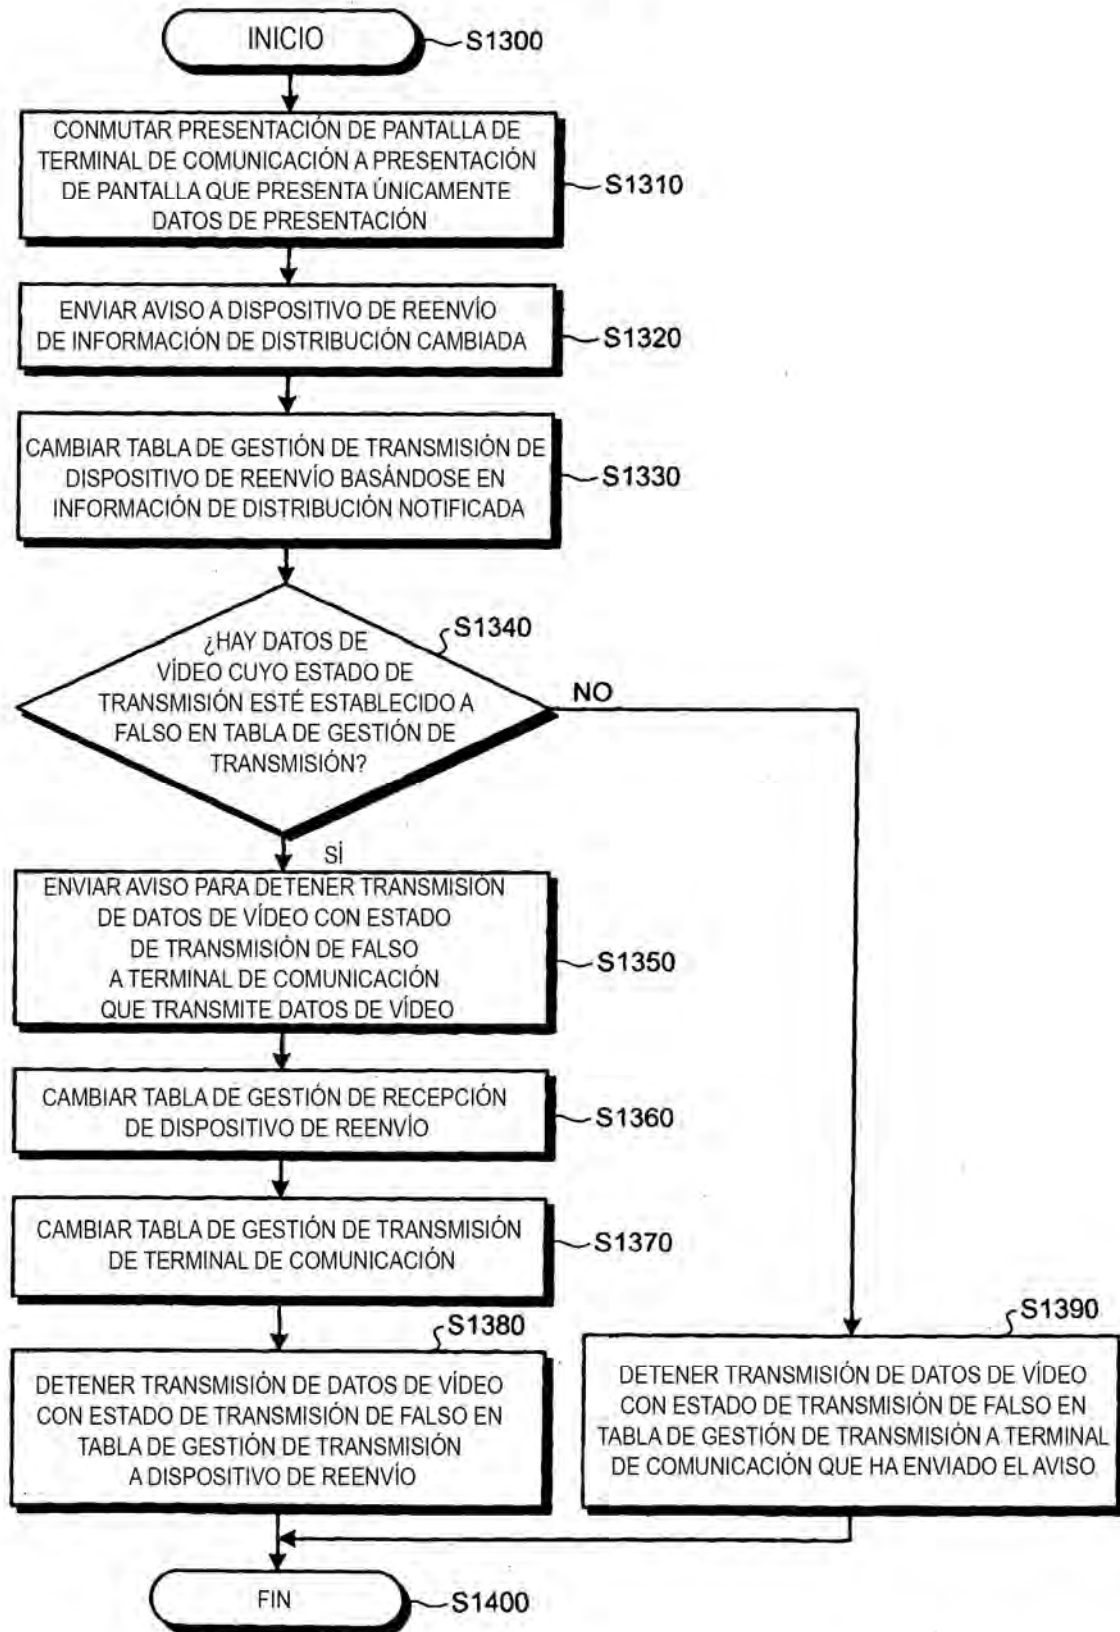 INICIO
S1300
CONMUTAR PRESENTACIÓN DE PANTALLA DE
TERMINAL DE COMUNICACIÓN A PRESENTACIÓN
DE PANTALLA QUE PRESENTA ÚNICAMENTE
DATOS DE PRESENTACIÓN
S1310
ENVIAR AVISO A DISPOSITIVO DE REENVÍO
DE INFORMACIÓN DE DISTRIBUCIÓN CAMBIADA
S1320
CAMBIAR TABLA DE GESTIÓN DE TRANSMISIÓN DE
DISPOSITIVO DE REENVÍO BASÁNDOSE EN
INFORMACIÓN DE DISTRIBUCIÓN NOTIFICADA
S1330
¿HAY DATOS DE
VÍDEO CUYO ESTADO DE
TRANSMISIÓN ESTÉ ESTABLECIDO A
FALSO EN TABLA DE GESTIÓN DE
TRANSMISIÓN?
S1340
NO
SÍ
ENVIAR AVISO PARA DETENER TRANSMISIÓN
DE DATOS DE VÍDEO CON ESTADO
DE TRANSMISIÓN DE FALSO
A TERMINAL DE COMUNICACIÓN
QUE TRANSMITE DATOS DE VÍDEO
S1350
CAMBIAR TABLA DE GESTIÓN DE RECEPCIÓN
DE DISPOSITIVO DE REENVÍO
S1360
CAMBIAR TABLA DE GESTIÓN DE TRANSMISIÓN
DE TERMINAL DE COMUNICACIÓN
S1370
S1380
DETENER TRANSMISIÓN DE DATOS DE VÍDEO
CON ESTADO DE TRANSMISIÓN DE FALSO EN
TABLA DE GESTIÓN DE TRANSMISIÓN
A DISPOSITIVO DE REENVÍO
S1390
DETENER TRANSMISIÓN DE DATOS DE VÍDEO
CON ESTADO DE TRANSMISIÓN DE FALSO EN
TABLA DE GESTIÓN DE TRANSMISIÓN A TERMINAL
DE COMUNICACIÓN QUE HA ENVIADO EL AVISO
FIN
S1400